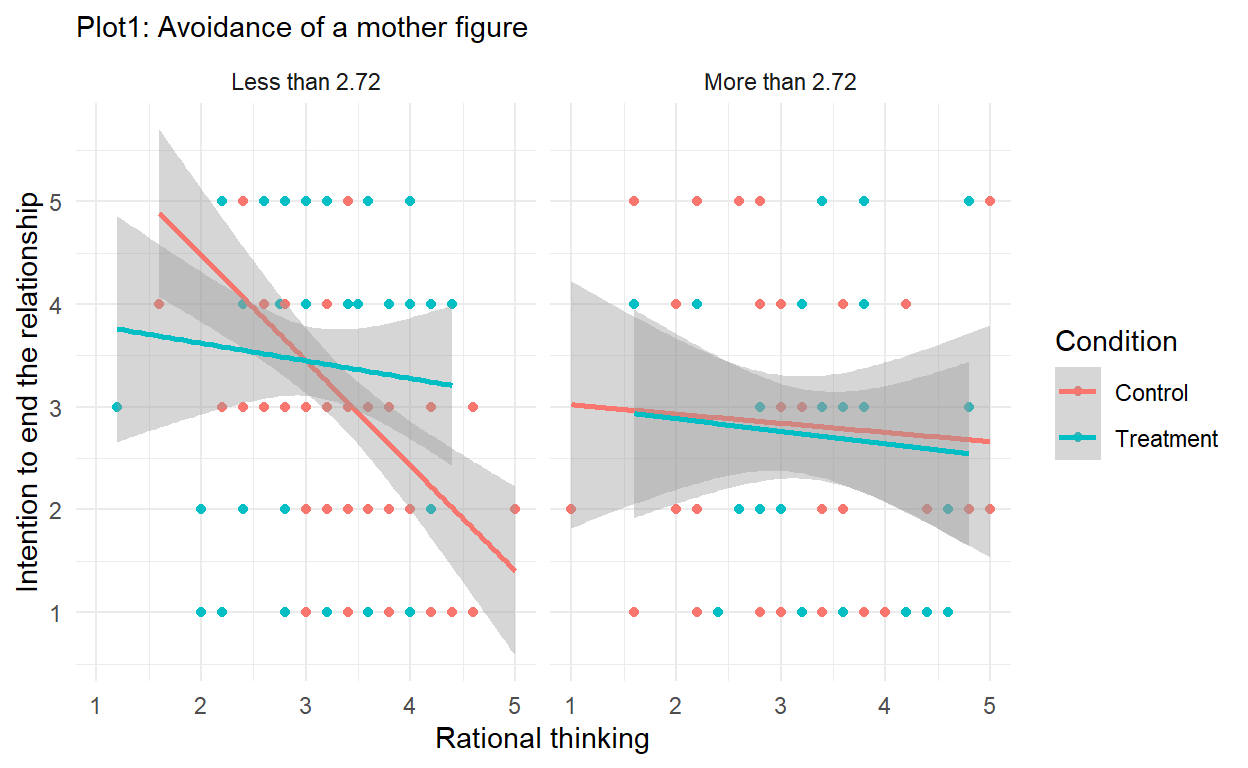 Plot1: Avoidance of a mother figure
Less than 2.72
More than 2.72
Intention to end the relationship
5
4
3
2
1
1 2 3 4 5
1 2 3 4 5
Rational thinking
Condition
Control
Treatment